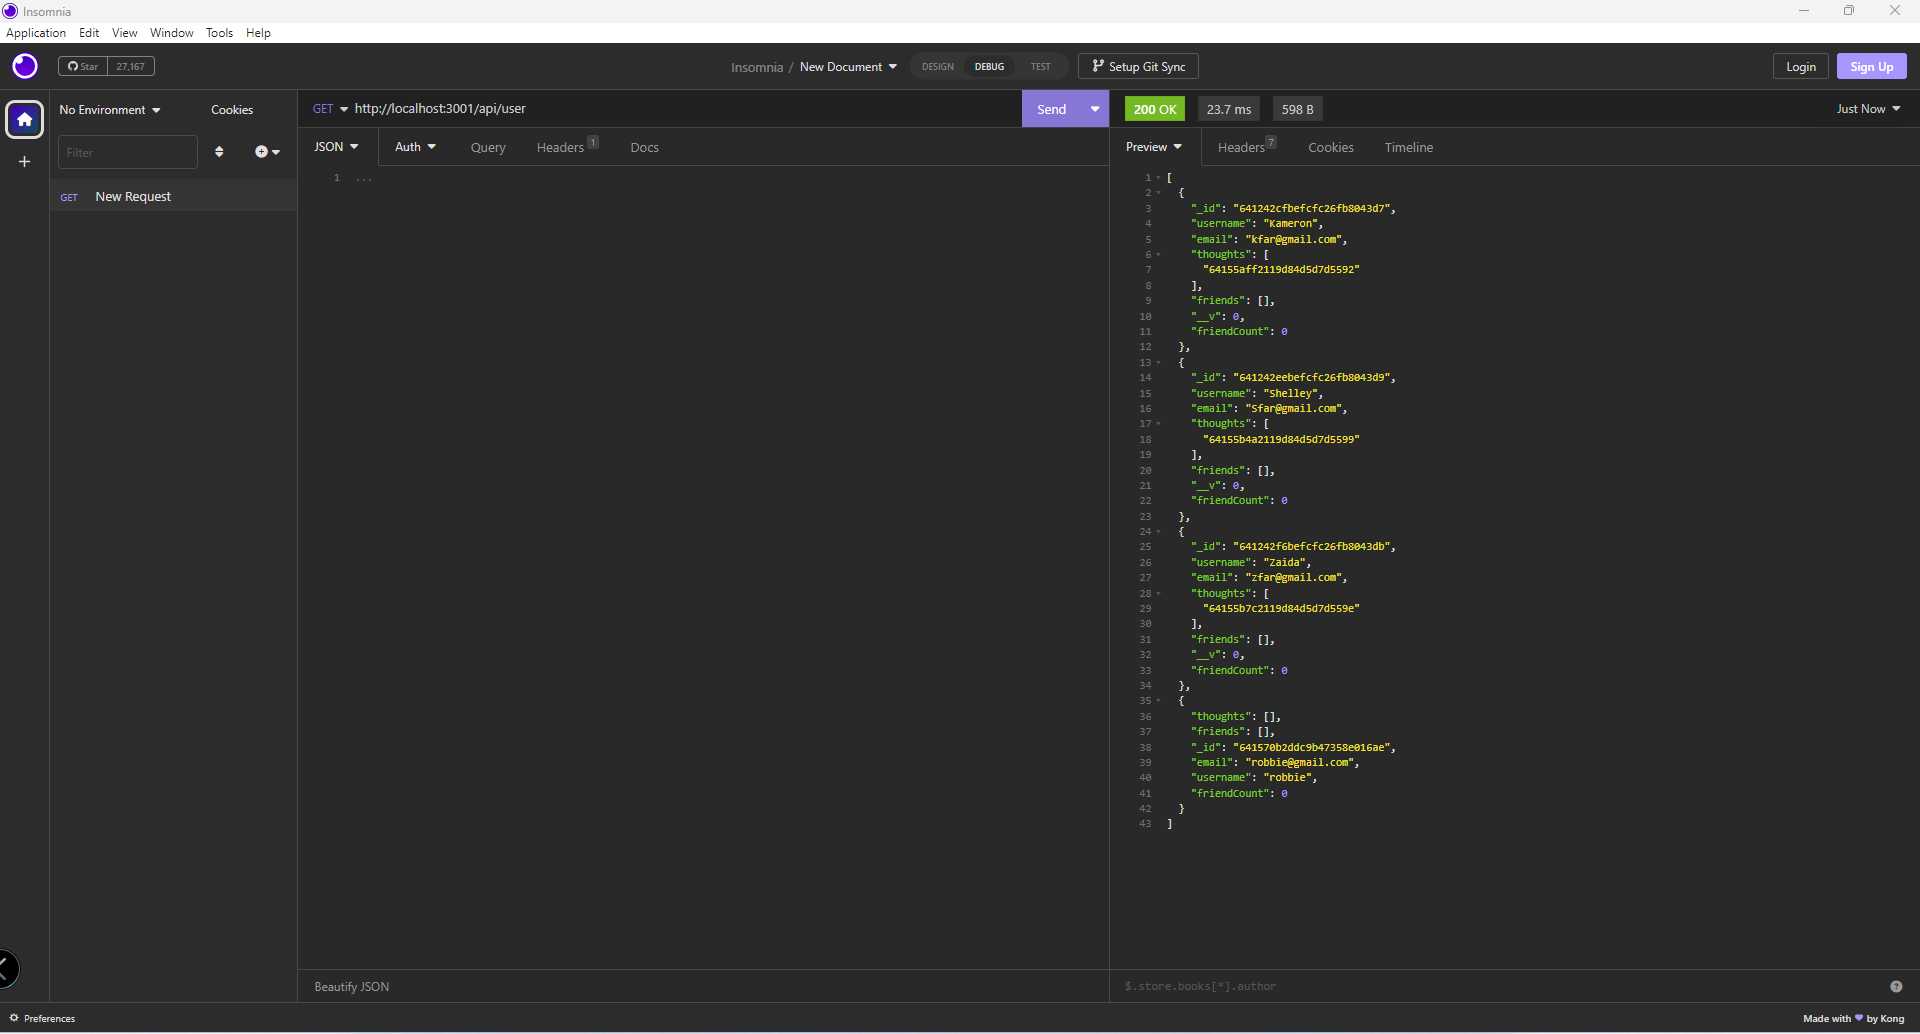 Insomnia
Application Edit View Window Tools Help
Star 27,167
Insomnia / New Document
DESIGN DEBUG TEST
Setup Git Sync
Login
Sign Up
No Environment
Cookies
Filter
GET New Request
GET http://localhost:3001/api/user
Send
200 OK
23.7 ms
598 B
Just Now
JSON Auth Query Headers 1 Docs
1 ...
Preview Headers 7 Cookies Timeline
1 [
2 {
3 "_id": "641242cfbefcfc26fb8043d7",
4 "username": "Kameron",
5 "email": "kfar@gmail.com",
6 "thoughts": [
7 "64155aff2119d84d5d7d5592"
8 ],
9 "friends": [],
10 "__v": 0,
11 "friendCount": 0
12 },
13 {
14 "_id": "641242eebefcfc26fb8043d9",
15 "username": "Shelley",
16 "email": "Sfar@gmail.com",
17 "thoughts": [
18 "64155b4a2119d84d5d7d5599"
19 ],
20 "friends": [],
21 "__v": 0,
22 "friendCount": 0
23 },
24 {
25 "_id": "641242f6befcfc26fb8043db",
26 "username": "Zaida",
27 "email": "zfar@gmail.com",
28 "thoughts": [
29 "64155b7c2119d84d5d7d559e"
30 ],
31 "friends": [],
32 "__v": 0,
33 "friendCount": 0
34 },
35 {
36 "thoughts": [],
37 "friends": [],
38 "_id": "641570b2ddc9b47358e016ae",
39 "email": "robbie@gmail.com",
40 "username": "robbie",
41 "friendCount": 0
42 }
43 ]
Beautify JSON
$.store.books[*].author
Preferences
Made with ♥ by Kong